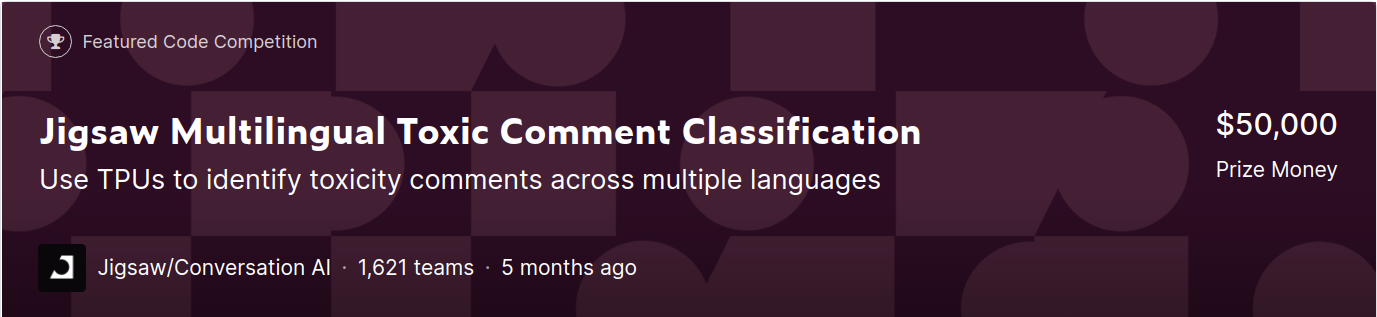 Featured Code Competition
Jigsaw Multilingual Toxic Comment Classification
$50,000
Use TPUs to identify toxicity comments across multiple languages
Prize Money
Jigsaw/Conversation AI · 1,621 teams · 5 months ago